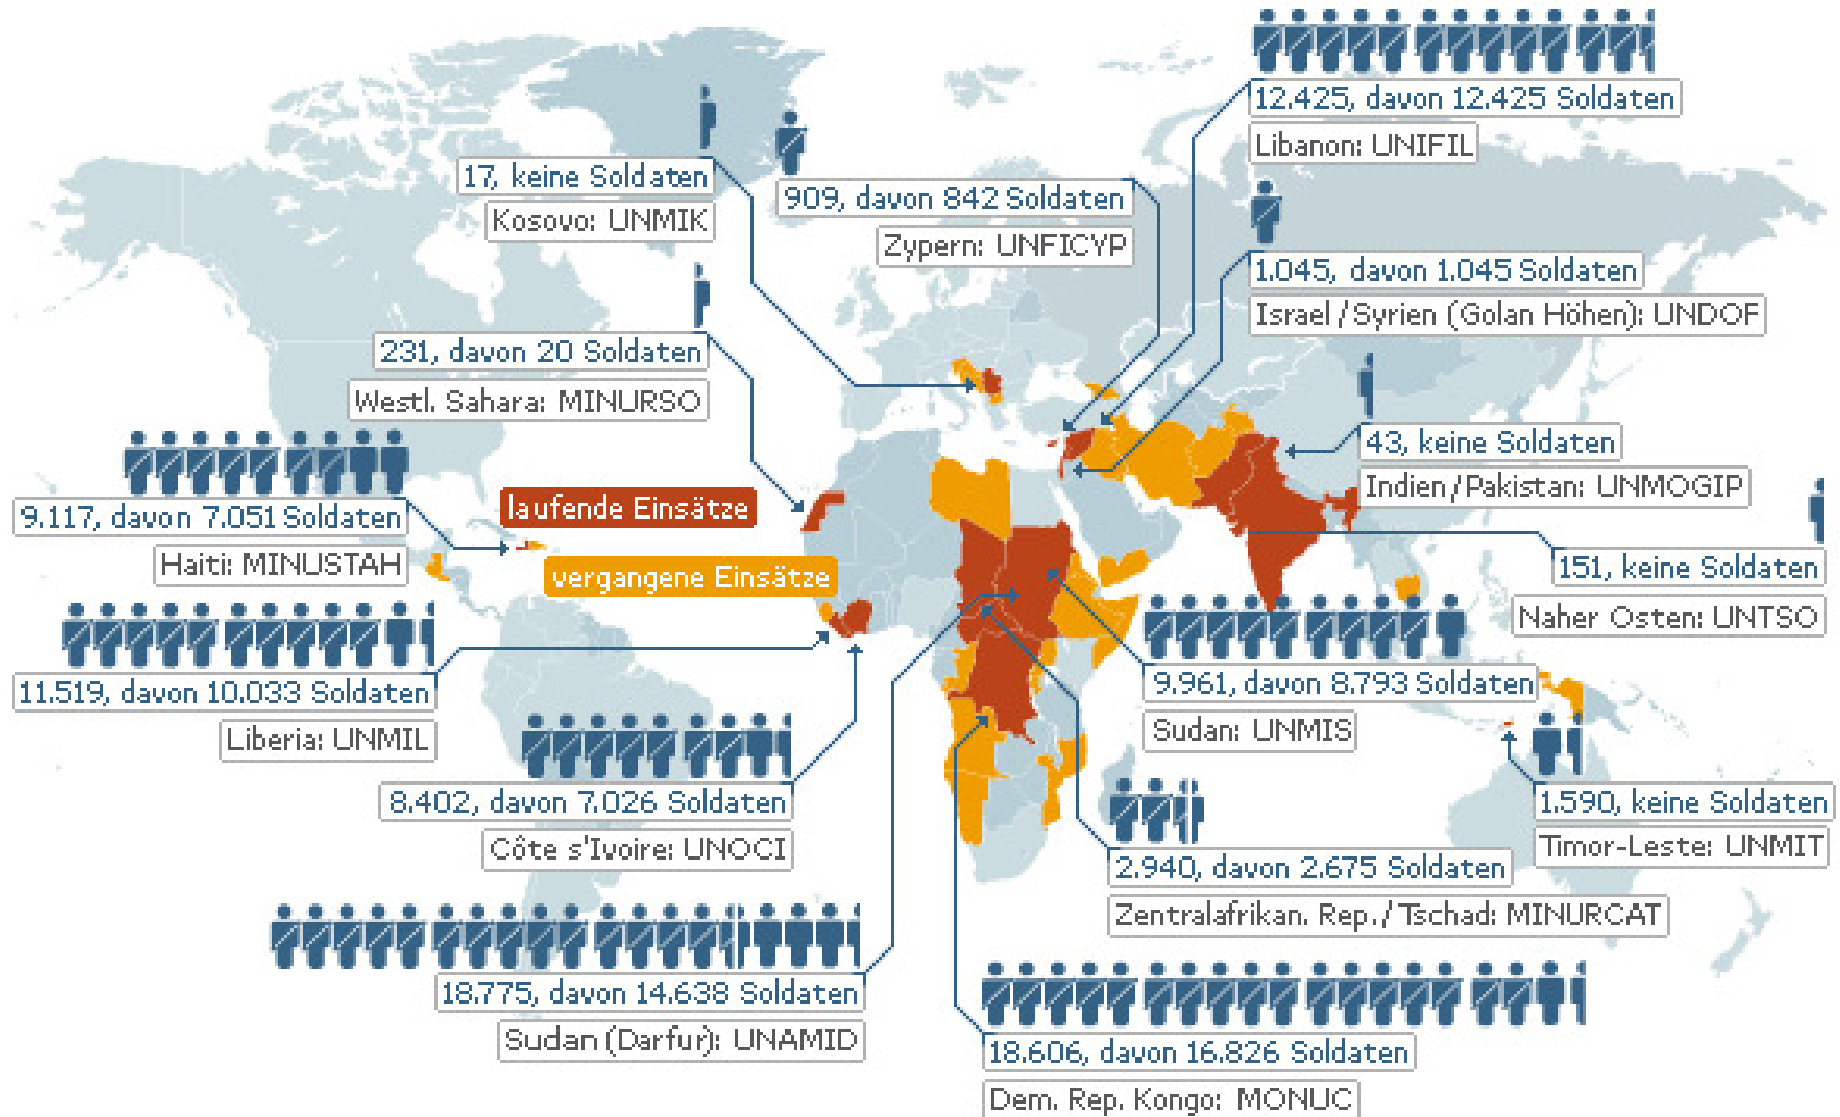 12.425, davon 12.425 Soldaten
Libanon: UNIFIL
17, keine Soldaten
Kosovo: UNMIK
909, davon 842 Soldaten
Zypern: UNFICYP
1.045, davon 1.045 Soldaten
Israel/Syrien (Golan Höhen): UNDOF
231, davon 20 Soldaten
Westl. Sahara: MINURSO
43, keine Soldaten
Indien/Pakistan: UNMOGIP
9.117, davon 7.051 Soldaten
Haiti: MINUSTAH
laufende Einsätze
vergangene Einsätze
151, keine Soldaten
Naher Osten: UNTSO
11.519, davon 10.033 Soldaten
Liberia: UNMIL
9.961, davon 8.793 Soldaten
Sudan: UNMIS
8.402, davon 7.026 Soldaten
Côte s'Ivoire: UNOCI
1.590, keine Soldaten
Timor-Leste: UNMIT
2.940, davon 2.675 Soldaten
Zentralafrikan. Rep./Tschad: MINURCAT
18.775, davon 14.638 Soldaten
Sudan (Darfur): UNAMID
18.606, davon 16.826 Soldaten
Dem. Rep. Kongo: MONUC